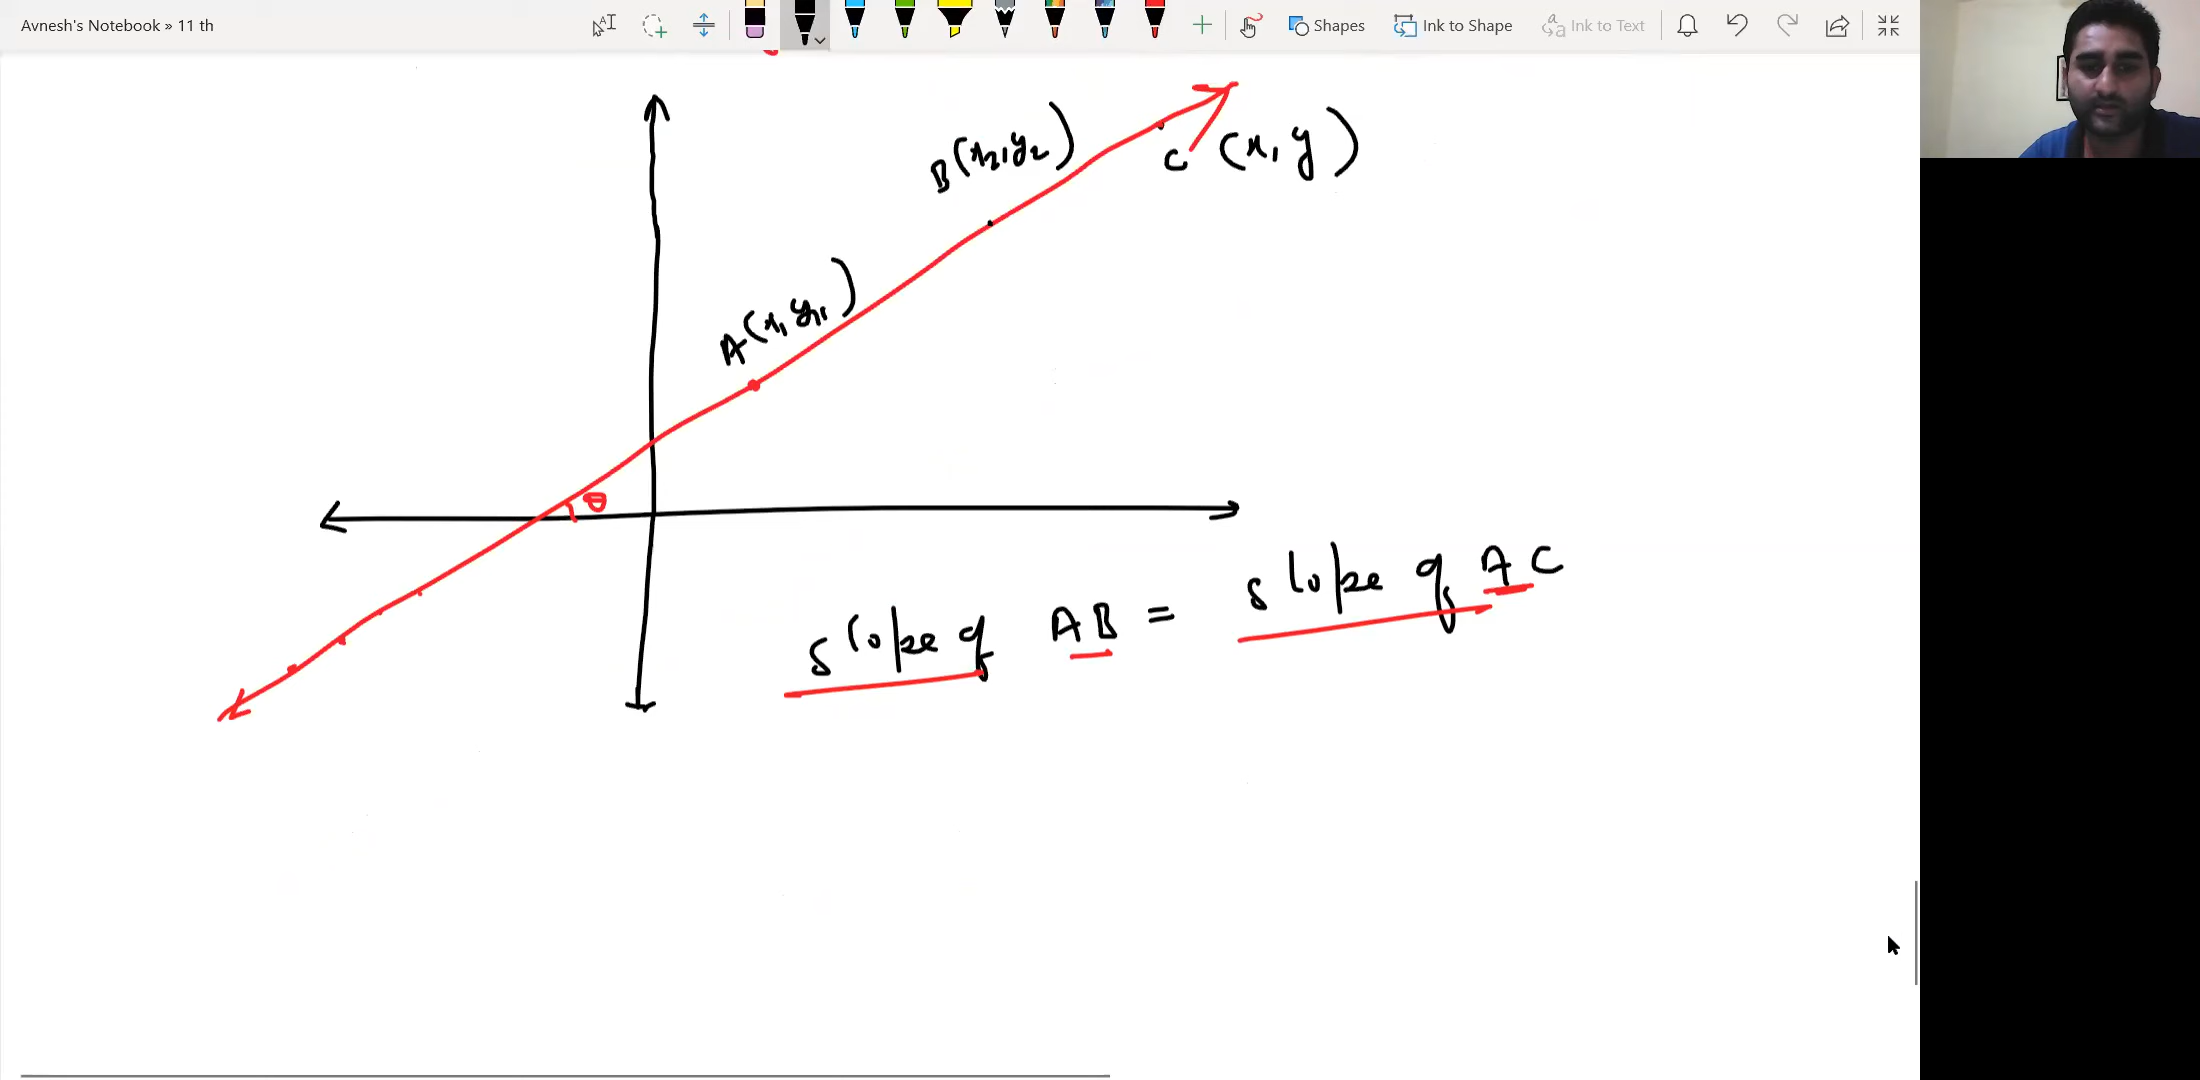 Avnesh's Notebook » 11 th
Shapes
Ink to Shape
Ink to Text
B(x2,y2)
C (x, y)
A(x1 y1)
θ
slope of AB = slope of AC